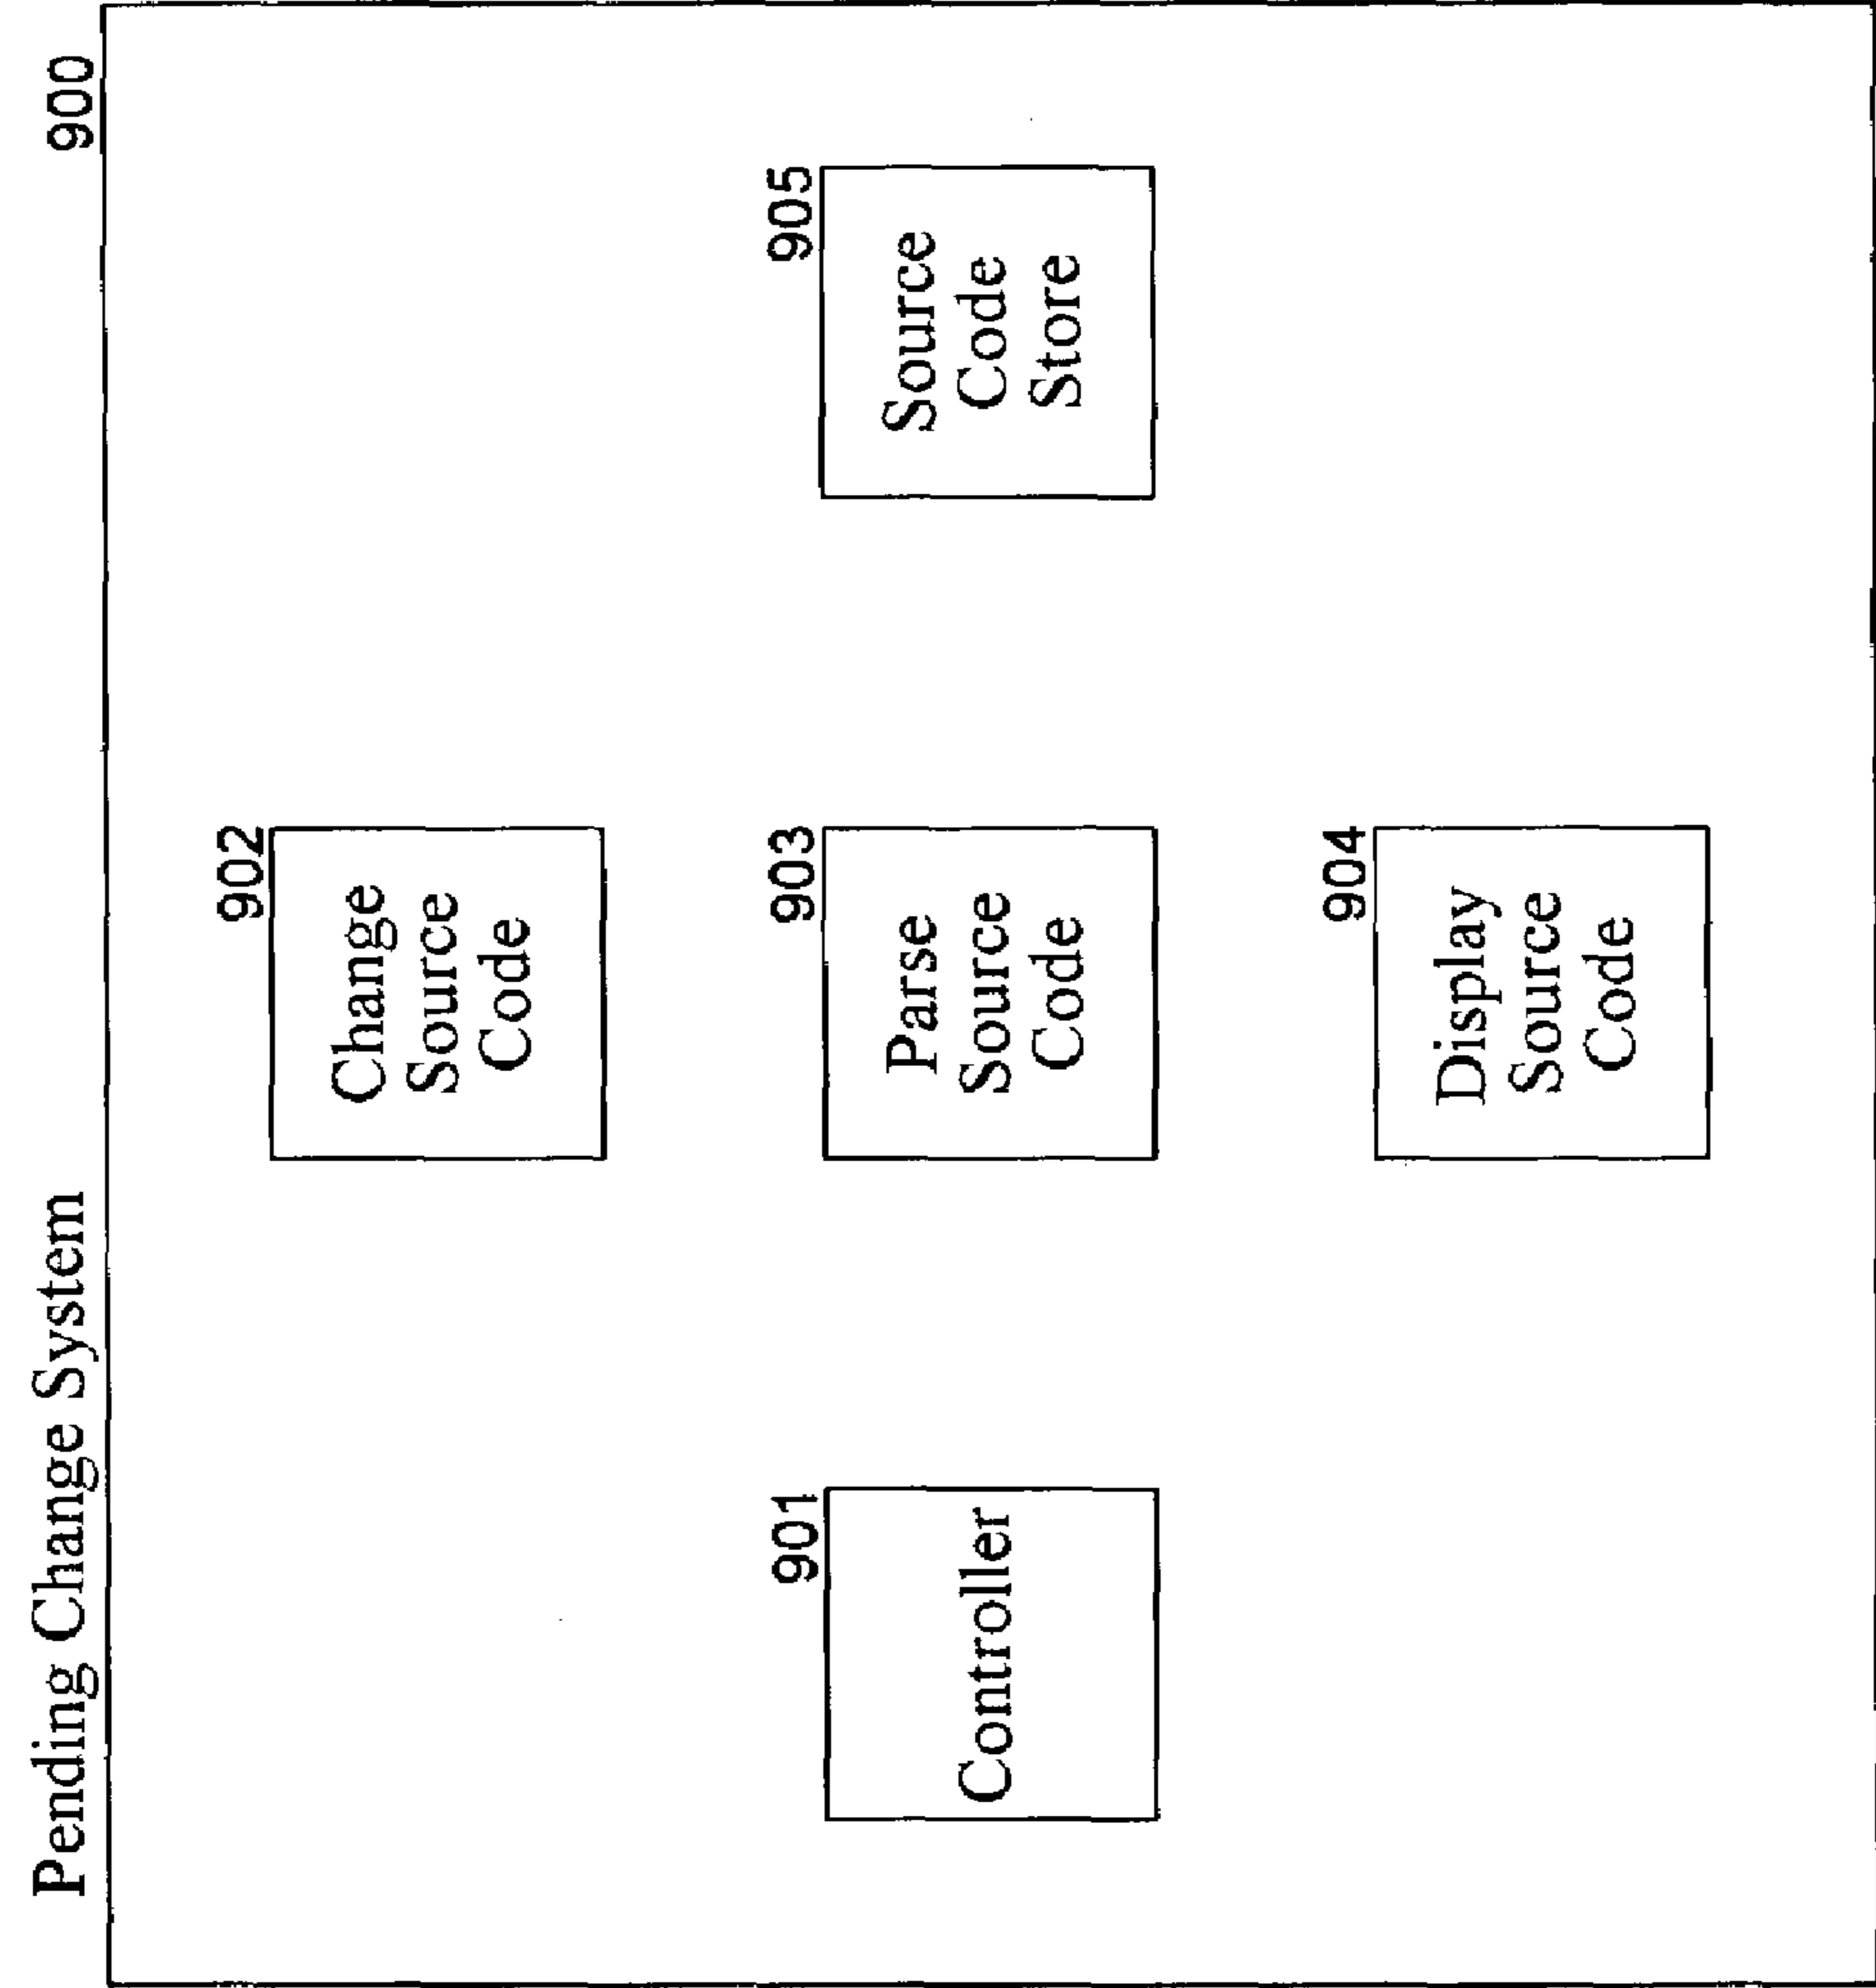 Pending Change System
900
902
Change
Source
Code
901
Controller
903
Parse
Source
Code
905
Source
Code
Store
904
Display
Source
Code